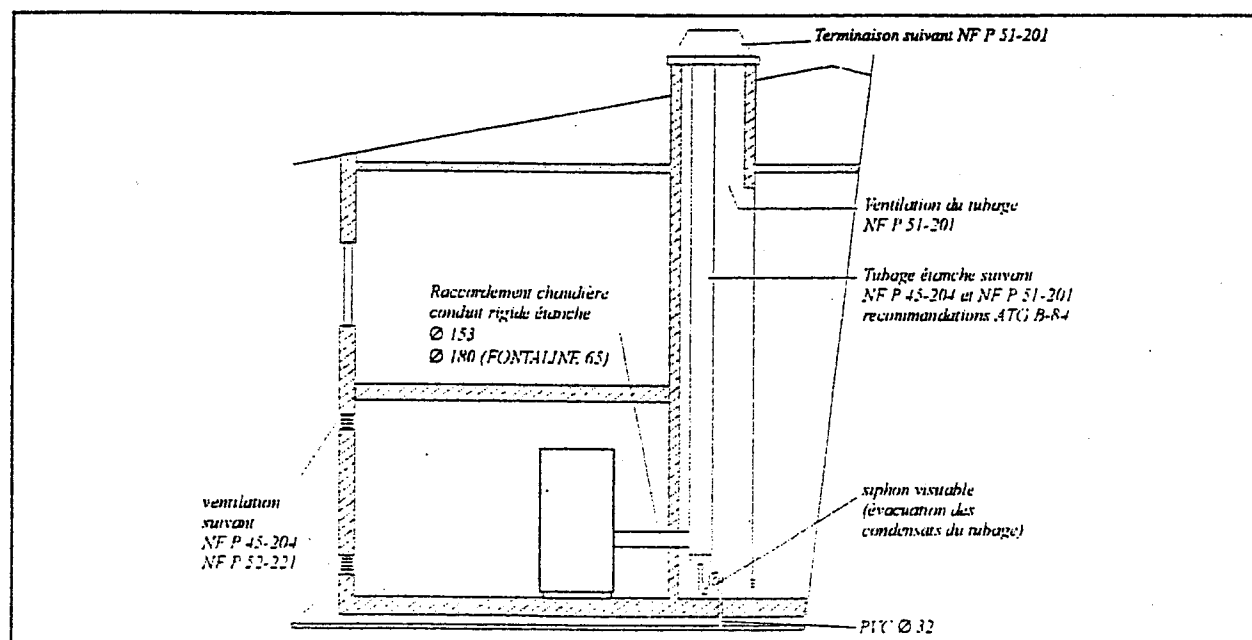 Terminaison suivant NF P 51-201
Ventilation du tubage
NF P 51-201
Tubage étanche suivant
NF P 45-204 et NF P 51-201
recommandations ATG B-84
Raccordement chaudière
conduit rigide étanche
Ø 153
Ø 180 (FONTALINE 65)
siphon visitable
(évacuation des
condensats du tubage)
ventilation
suivant
NF P 45-204
NF P 52-221
PVC Ø 32